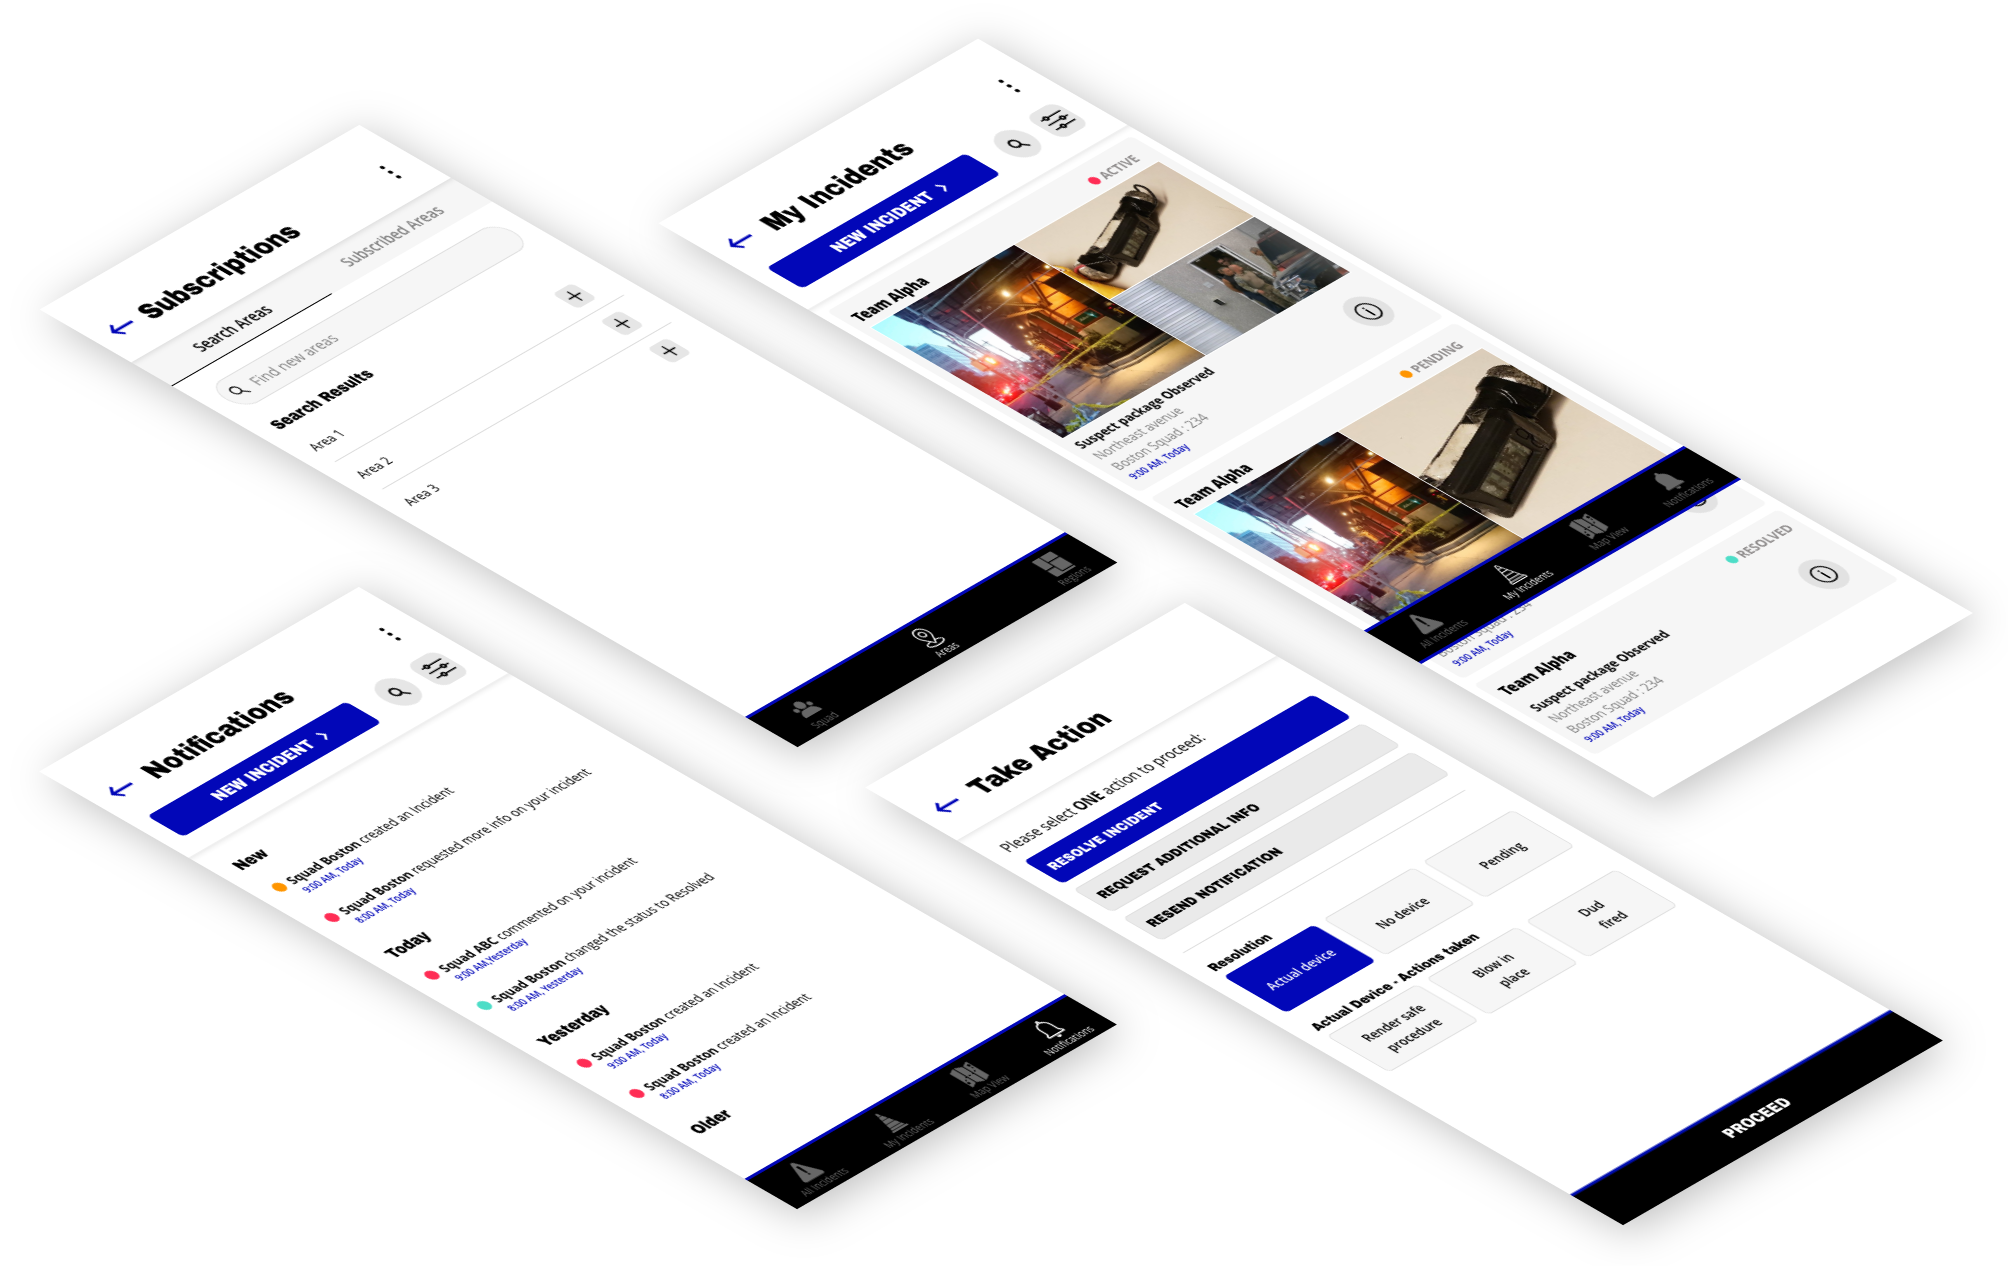 Subscriptions
Search Areas
Subscribed Areas
Find new areas
Search Results
Area 1
Area 2
Area 3
Squad
Areas
Regions
My Incidents
NEW INCIDENT
Team Alpha
ACTIVE
Suspect package Observed
Northeast avenue
Boston Squad : 234
9:00 AM, Today
Team Alpha
PENDING
All Incidents
My Incidents
Map View
Notifications
Boston Squad : 234
9:00 AM, Today
Team Alpha
RESOLVED
Suspect package Observed
Northeast avenue
Boston Squad : 234
9:00 AM, Today
Notifications
NEW INCIDENT
New
Squad Boston created an Incident
9:00 AM, Today
Squad Boston requested more info on your incident
8:00 AM, Today
Today
Squad ABC commented on your incident
9:00 AM,Yesterday
Squad Boston changed the status to Resolved
8:00 AM, Yesterday
Yesterday
Squad Boston created an Incident
9:00 AM, Today
Squad Boston created an Incident
8:00 AM, Today
Older
All Incidents
My Incidents
Map View
Notifications
Take Action
Please select ONE action to proceed:
RESOLVE INCIDENT
REQUEST ADDITIONAL INFO
RESEND NOTIFICATION
Resolution
Actual device
No device
Pending
Actual Device - Actions taken
Render safe
procedure
Blow in
place
Dud
fired
PROCEED